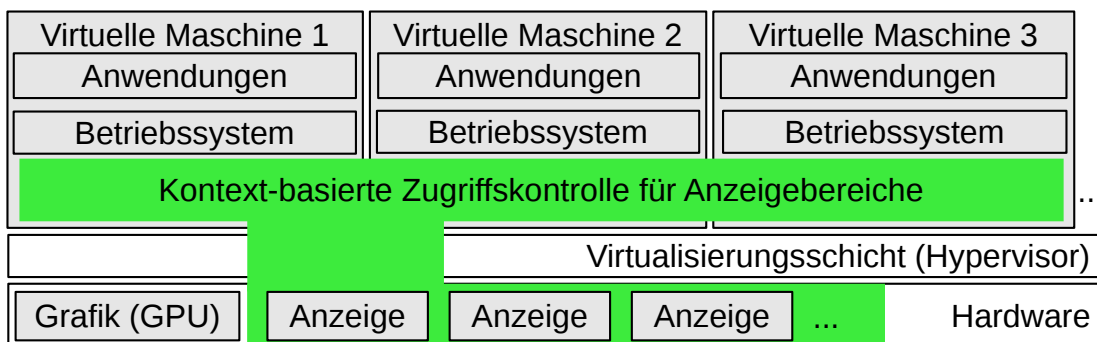 Virtuelle Maschine 1 Virtuelle Maschine 2 Virtuelle Maschine 3
Anwendungen Anwendungen Anwendungen
Betriebssystem Betriebssystem Betriebssystem
Kontext-basierte Zugriffskontrolle für Anzeigebereiche
..
Virtualisierungsschicht (Hypervisor)
Grafik (GPU) Anzeige Anzeige Anzeige ... Hardware